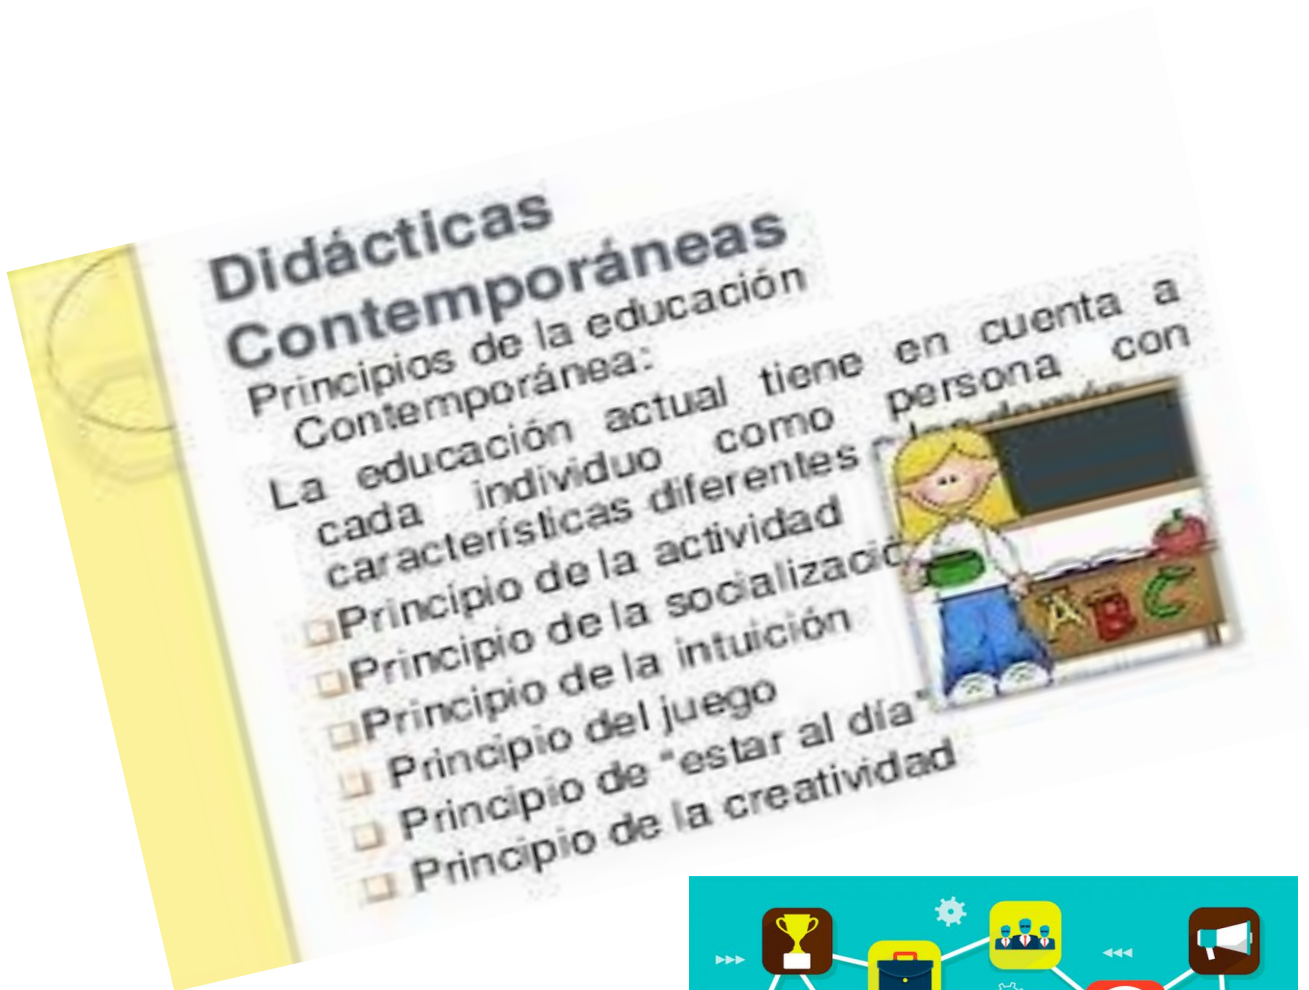 Didácticas
Contemporáneas
Principios de la educación
Contemporánea:
La educación actual tiene en cuenta a
cada individuo como persona con
características diferentes
Principio de la actividad
Principio de la socializació
Principio de la intuición
Principio del juego
Principio de “estar al día”
Principio de la creatividad
ABC